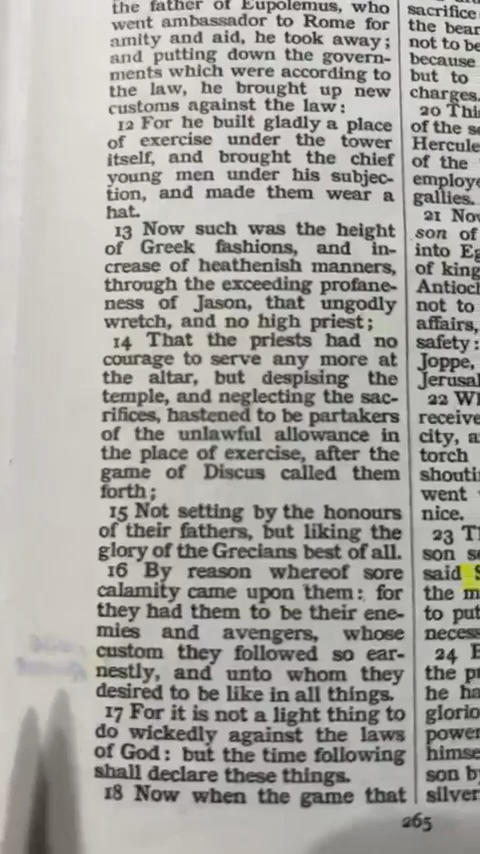 the father of Eupolemus, who
went ambassador to Rome for
amity and aid, he took away;
and putting down the govern-
ments which were according to
the law, he brought up new
customs against the law:
12 For he built gladly a place
of exercise under the tower
itself, and brought the chief
young men under his subjec-
tion, and made them wear a
hat.
13 Now such was the height
of Greek fashions, and in-
crease of heathenish manners,
through the exceeding profane-
ness of Jason, that ungodly
wretch, and no high priest;
14 That the priests had no
courage to serve any more at
the altar, but despising the
temple, and neglecting the sac-
rifices, hastened to be partakers
of the unlawful allowance in
the place of exercise, after the
game of Discus called them
forth;
15 Not setting by the honours
of their fathers, but liking the
glory of the Grecians best of all.
16 By reason whereof sore
calamity came upon them: for
they had them to be their ene-
mies and avengers, whose
custom they followed so ear-
nestly, and unto whom they
desired to be like in all things.
17 For it is not a light thing to
do wickedly against the laws
of God: but the time following
shall declare these things.
18 Now when the game that
sacrifice
the bear
not to be
because
but to
charges.
20 Thi
of the s
Hercule
of the
employe
gallies.
21 Nov
son of
into Eg
of king
Antioch
not to
affairs,
safety:
Joppe,
Jerusal
22 Wh
receive
city, a
torch
shouti
went
nice.
23 T
son s
said S
the m
to put
necess
24 B
the pr
he ha
glorio
power
himse
son by
silver
265